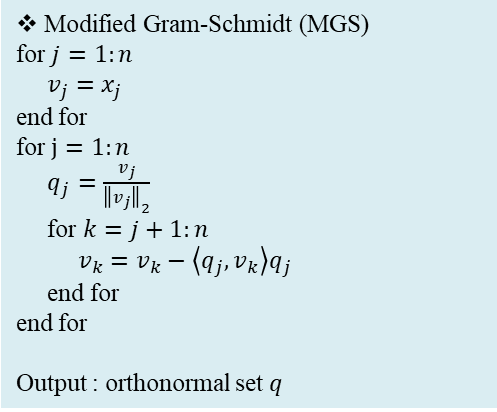 ❖ Modified Gram-Schmidt (MGS)
for j = 1:n
v_j = x_j
end for
for j = 1:n
q_j = v_j / ‖v_j‖_2
for k = j + 1:n
v_k = v_k − ⟨q_j, v_k⟩q_j
end for
end for
Output : orthonormal set q